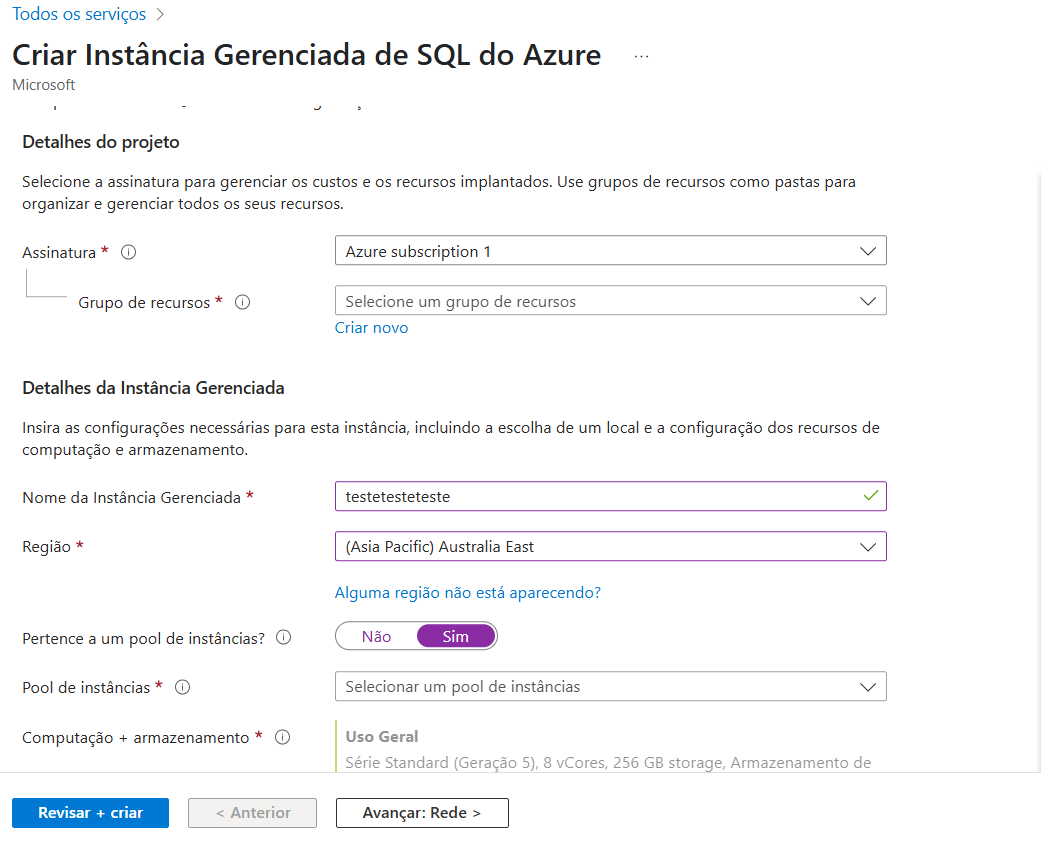 Todos os serviços >
Criar Instância Gerenciada de SQL do Azure ...
Microsoft
Detalhes do projeto
Selecione a assinatura para gerenciar os custos e os recursos implantados. Use grupos de recursos como pastas para
organizar e gerenciar todos os seus recursos.
Assinatura *
Azure subscription 1
Grupo de recursos *
Selecione um grupo de recursos
Criar novo
Detalhes da Instância Gerenciada
Insira as configurações necessárias para esta instância, incluindo a escolha de um local e a configuração dos recursos de
computação e armazenamento.
Nome da Instância Gerenciada *
testetesteteste
Região *
(Asia Pacific) Australia East
Alguma região não está aparecendo?
Pertence a um pool de instâncias?
Não Sim
Pool de instâncias *
Selecionar um pool de instâncias
Computação + armazenamento *
Uso Geral
Série Standard (Geração 5), 8 vCores, 256 GB storage, Armazenamento de
Revisar + criar
< Anterior
Avançar: Rede >